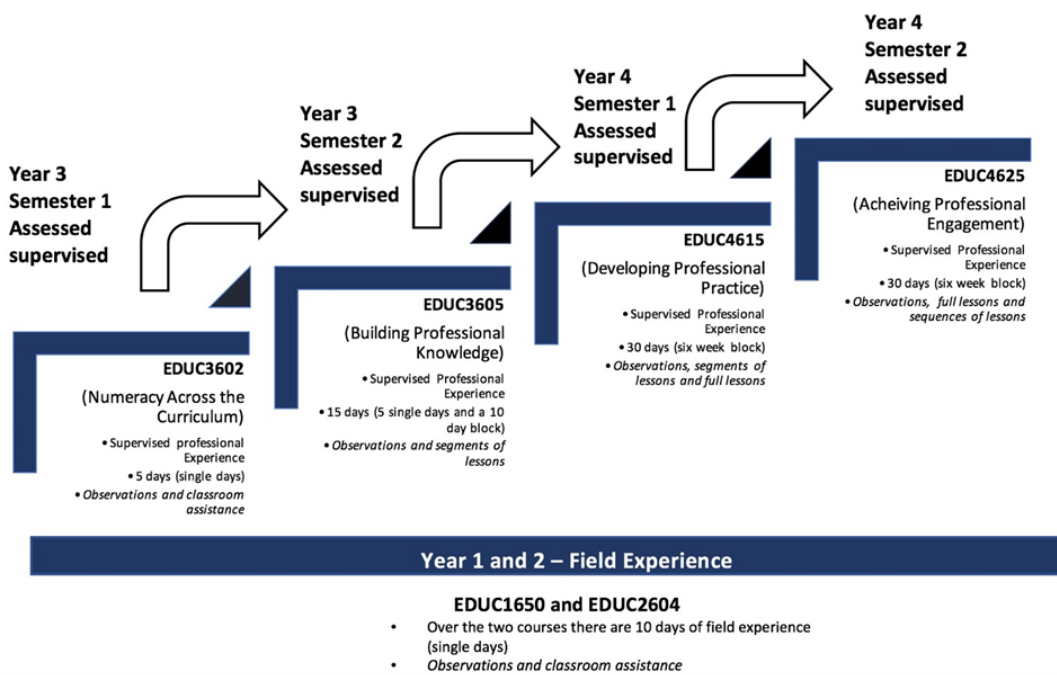 Year 3
Semester 1
Assessed
supervised
EDUC3602
(Numeracy Across the
Curriculum)
• Supervised professional
Experience
• 5 days (single days)
• Observations and classroom
assistance
Year 3
Semester 2
Assessed
supervised
EDUC3605
(Building Professional
Knowledge)
• Supervised Professional
Experience
• 15 days (5 single days and a 10
day block)
• Observations and segments of
lessons
Year 4
Semester 1
Assessed
supervised
EDUC4615
(Developing Professional
Practice)
• Supervised Professional
Experience
• 30 days (six week block)
• Observations, segments of
lessons and full lessons
Year 4
Semester 2
Assessed
supervised
EDUC4625
(Acheiving Professional
Engagement)
• Supervised Professional
Experience
• 30 days (six week block)
• Observations, full lessons and
sequences of lessons
Year 1 and 2 – Field Experience
EDUC1650 and EDUC2604
• Over the two courses there are 10 days of field experience
(single days)
• Observations and classroom assistance